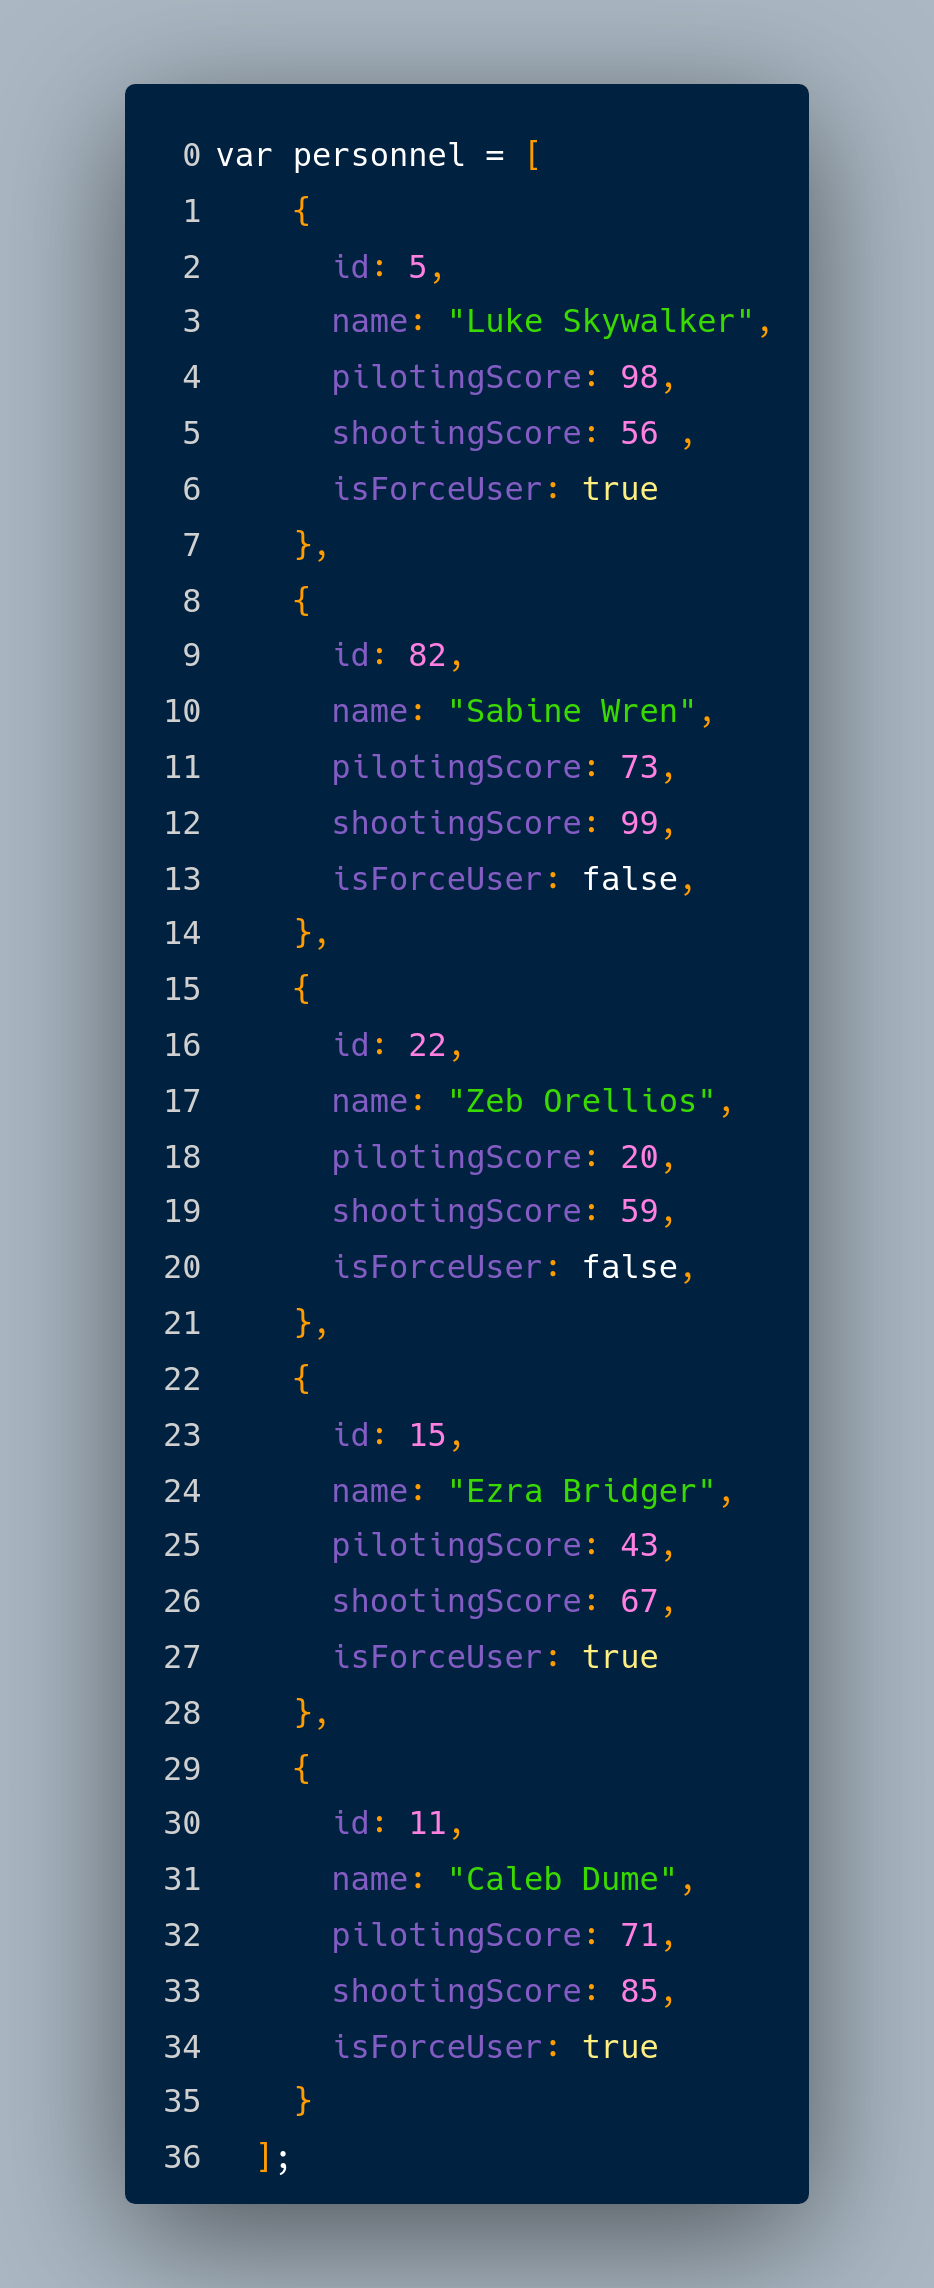 0 var personnel = [
1     {
2       id: 5,
3       name: "Luke Skywalker",
4       pilotingScore: 98,
5       shootingScore: 56 ,
6       isForceUser: true
7     },
8     {
9       id: 82,
10       name: "Sabine Wren",
11       pilotingScore: 73,
12       shootingScore: 99,
13       isForceUser: false,
14     },
15     {
16       id: 22,
17       name: "Zeb Orellios",
18       pilotingScore: 20,
19       shootingScore: 59,
20       isForceUser: false,
21     },
22     {
23       id: 15,
24       name: "Ezra Bridger",
25       pilotingScore: 43,
26       shootingScore: 67,
27       isForceUser: true
28     },
29     {
30       id: 11,
31       name: "Caleb Dume",
32       pilotingScore: 71,
33       shootingScore: 85,
34       isForceUser: true
35     }
36   ];